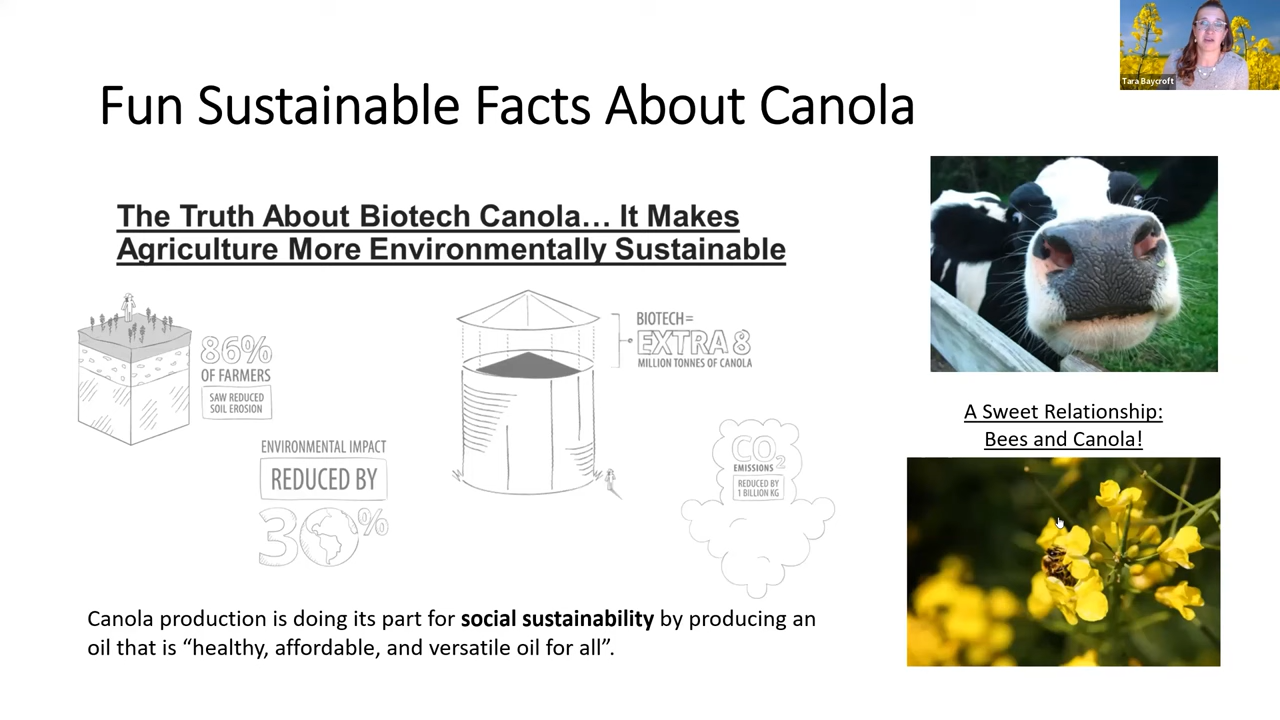 Tara Baycroft
Fun Sustainable Facts About Canola
The Truth About Biotech Canola… It Makes
Agriculture More Environmentally Sustainable
86%
OF FARMERS
SAW REDUCED
SOIL EROSION
ENVIRONMENTAL IMPACT
REDUCED BY
30%
BIOTECH=
EXTRA 8
MILLION TONNES OF CANOLA
CO2
EMISSIONS
REDUCED BY
1 BILLION KG
A Sweet Relationship:
Bees and Canola!
Canola production is doing its part for social sustainability by producing an
oil that is “healthy, affordable, and versatile oil for all”.